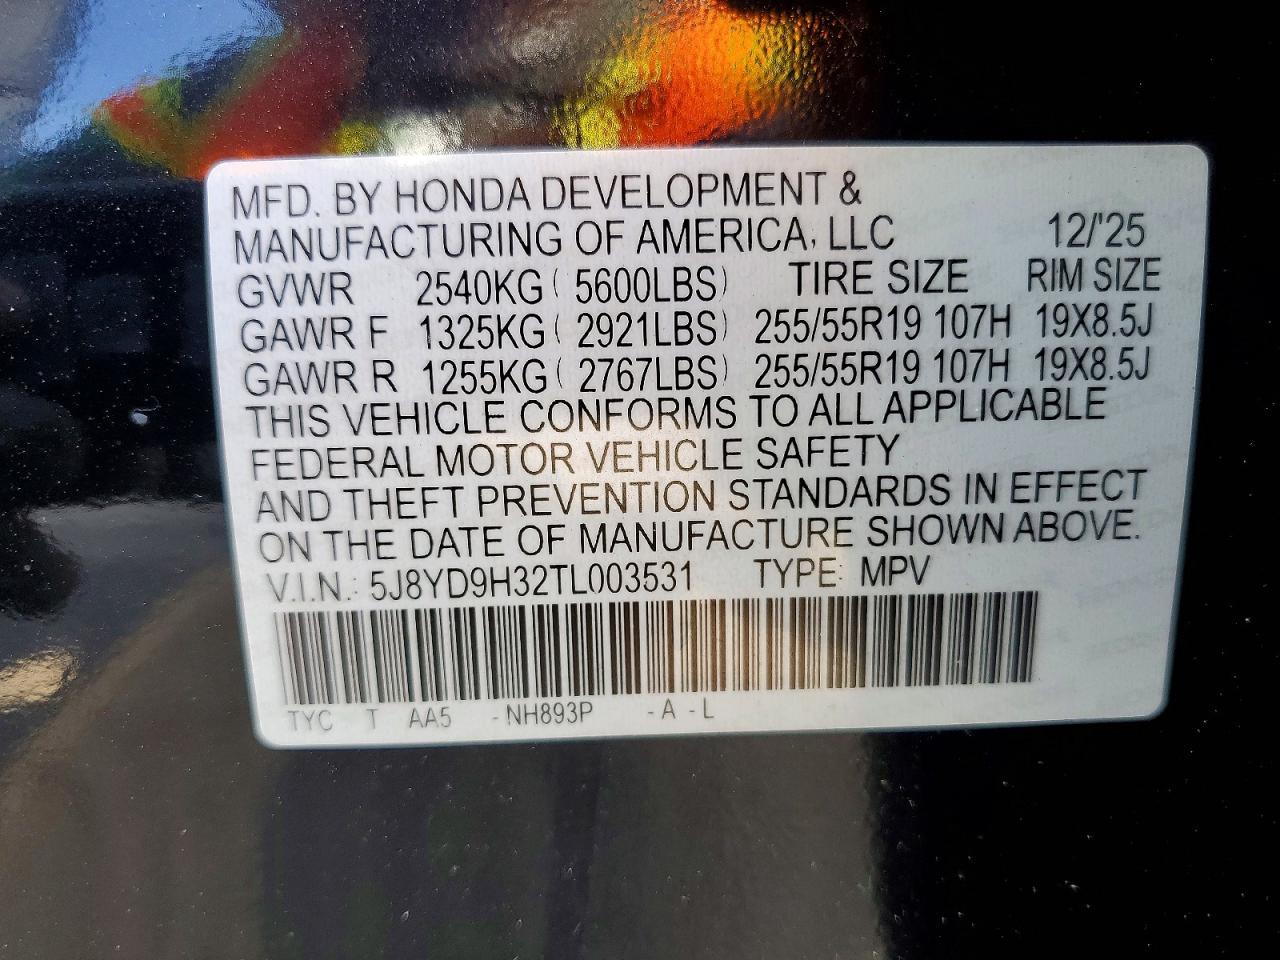 MFD. BY HONDA DEVELOPMENT &
MANUFACTURING OF AMERICA, LLC 12/'25
GVWR 2540KG ( 5600LBS) TIRE SIZE RIM SIZE
GAWR F 1325KG ( 2921LBS) 255/55R19 107H 19X8.5J
GAWR R 1255KG ( 2767LBS) 255/55R19 107H 19X8.5J
THIS VEHICLE CONFORMS TO ALL APPLICABLE
FEDERAL MOTOR VEHICLE SAFETY
AND THEFT PREVENTION STANDARDS IN EFFECT
ON THE DATE OF MANUFACTURE SHOWN ABOVE.
V.I.N.: 5J8YD9H32TL003531 TYPE: MPV
TYC T AA5 -NH893P -A -L